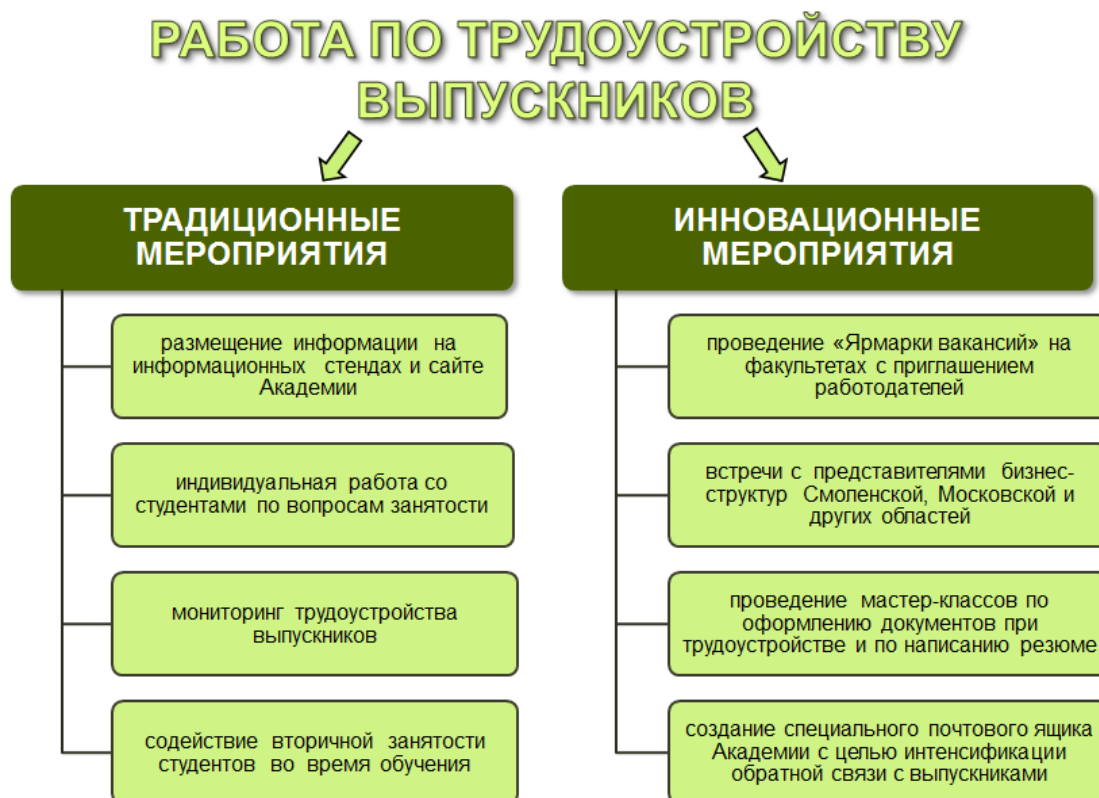 РАБОТА ПО ТРУДОУСТРОЙСТВУ
ВЫПУСКНИКОВ
ТРАДИЦИОННЫЕ
МЕРОПРИЯТИЯ
размещение информации на
информационных стендах и сайте
Академии
индивидуальная работа со
студентами по вопросам занятости
мониторинг трудоустройства
выпускников
содействие вторичной занятости
студентов во время обучения
ИННОВАЦИОННЫЕ
МЕРОПРИЯТИЯ
проведение «Ярмарки вакансий» на
факультетах с приглашением
работодателей
встречи с представителями бизнес-
структур Смоленской, Московской и
других областей
проведение мастер-классов по
оформлению документов при
трудоустройстве и по написанию резюме
создание специального почтового ящика
Академии с целью интенсификации
обратной связи с выпускниками